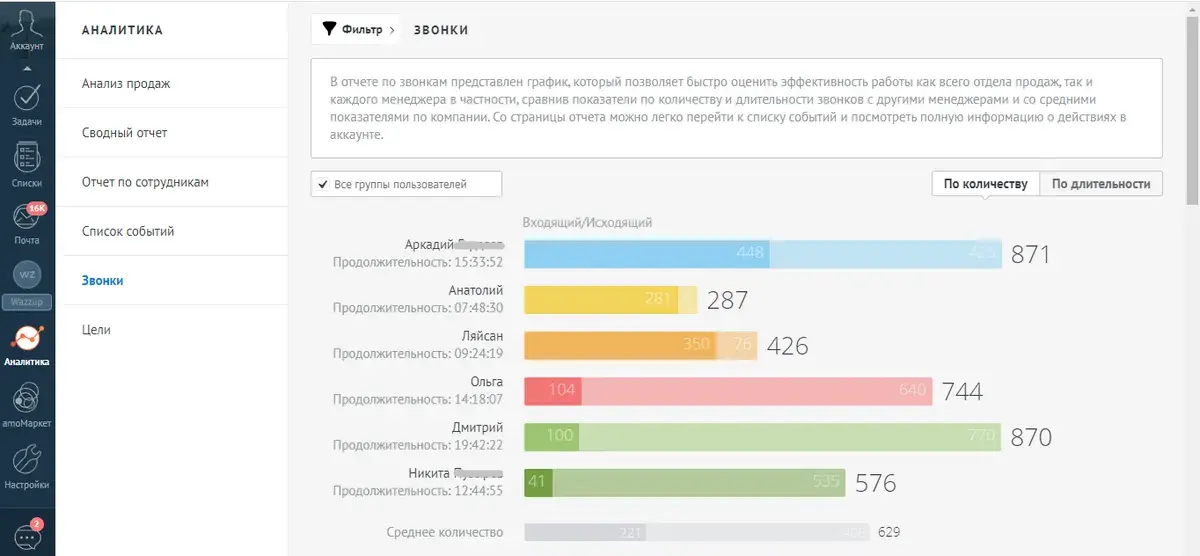 Аккаунт
Задачи
Списки
16K
Почта
WZ
Wazzup
Аналитика
amoМаркет
Настройки
2
АНАЛИТИКА
Анализ продаж
Сводный отчет
Отчет по сотрудникам
Список событий
Звонки
Цели
Фильтр
ЗВОНКИ
В отчете по звонкам представлен график, который позволяет быстро оценить эффективность работы как всего отдела продаж, так и
каждого менеджера в частности, сравнив показатели по количеству и длительности звонков с другими менеджерами и со средними
показателями по компании. Со страницы отчета можно легко перейти к списку событий и посмотреть полную информацию о действиях в
аккаунте.
Все группы пользователей
По количеству По длительности
Входящий/Исходящий
Аркадий
Продолжительность: 15:33:52
448 871
Анатолий
Продолжительность: 07:48:30
281 287
Ляйсан
Продолжительность: 09:24:19
350 76 426
Ольга
Продолжительность: 14:18:07
104 640 744
Дмитрий
Продолжительность: 19:42:22
100 770 870
Никита
Продолжительность: 12:44:55
41 535 576
Среднее количество 221 408 629